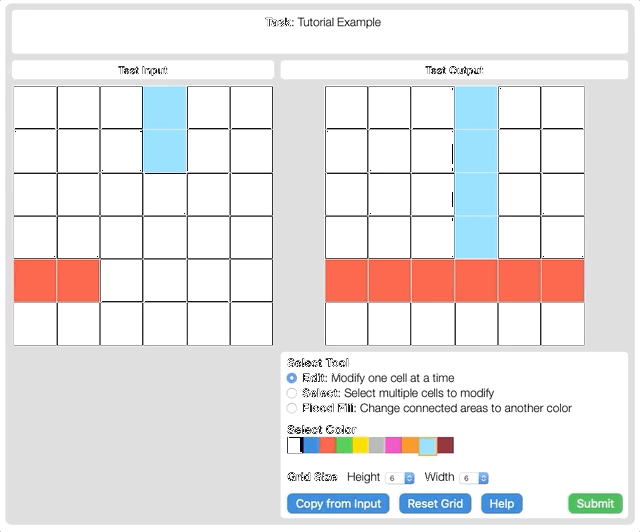 Task: Tutorial Example
Test Input
Test Output
Select Tool
Edit: Modify one cell at a time
Select: Select multiple cells to modify
Flood Fill: Change connected areas to another color
Select Color
Grid Size Height 6 Width 6
Copy from Input Reset Grid Help Submit